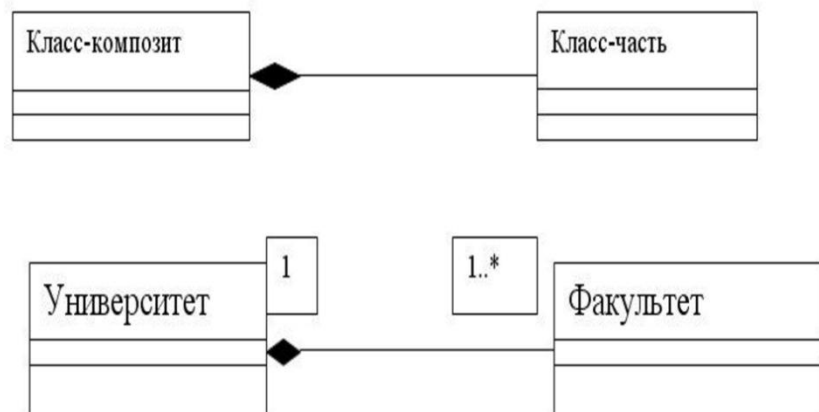 Класс-композит
Класс-часть
1
1..*
Университет
Факультет